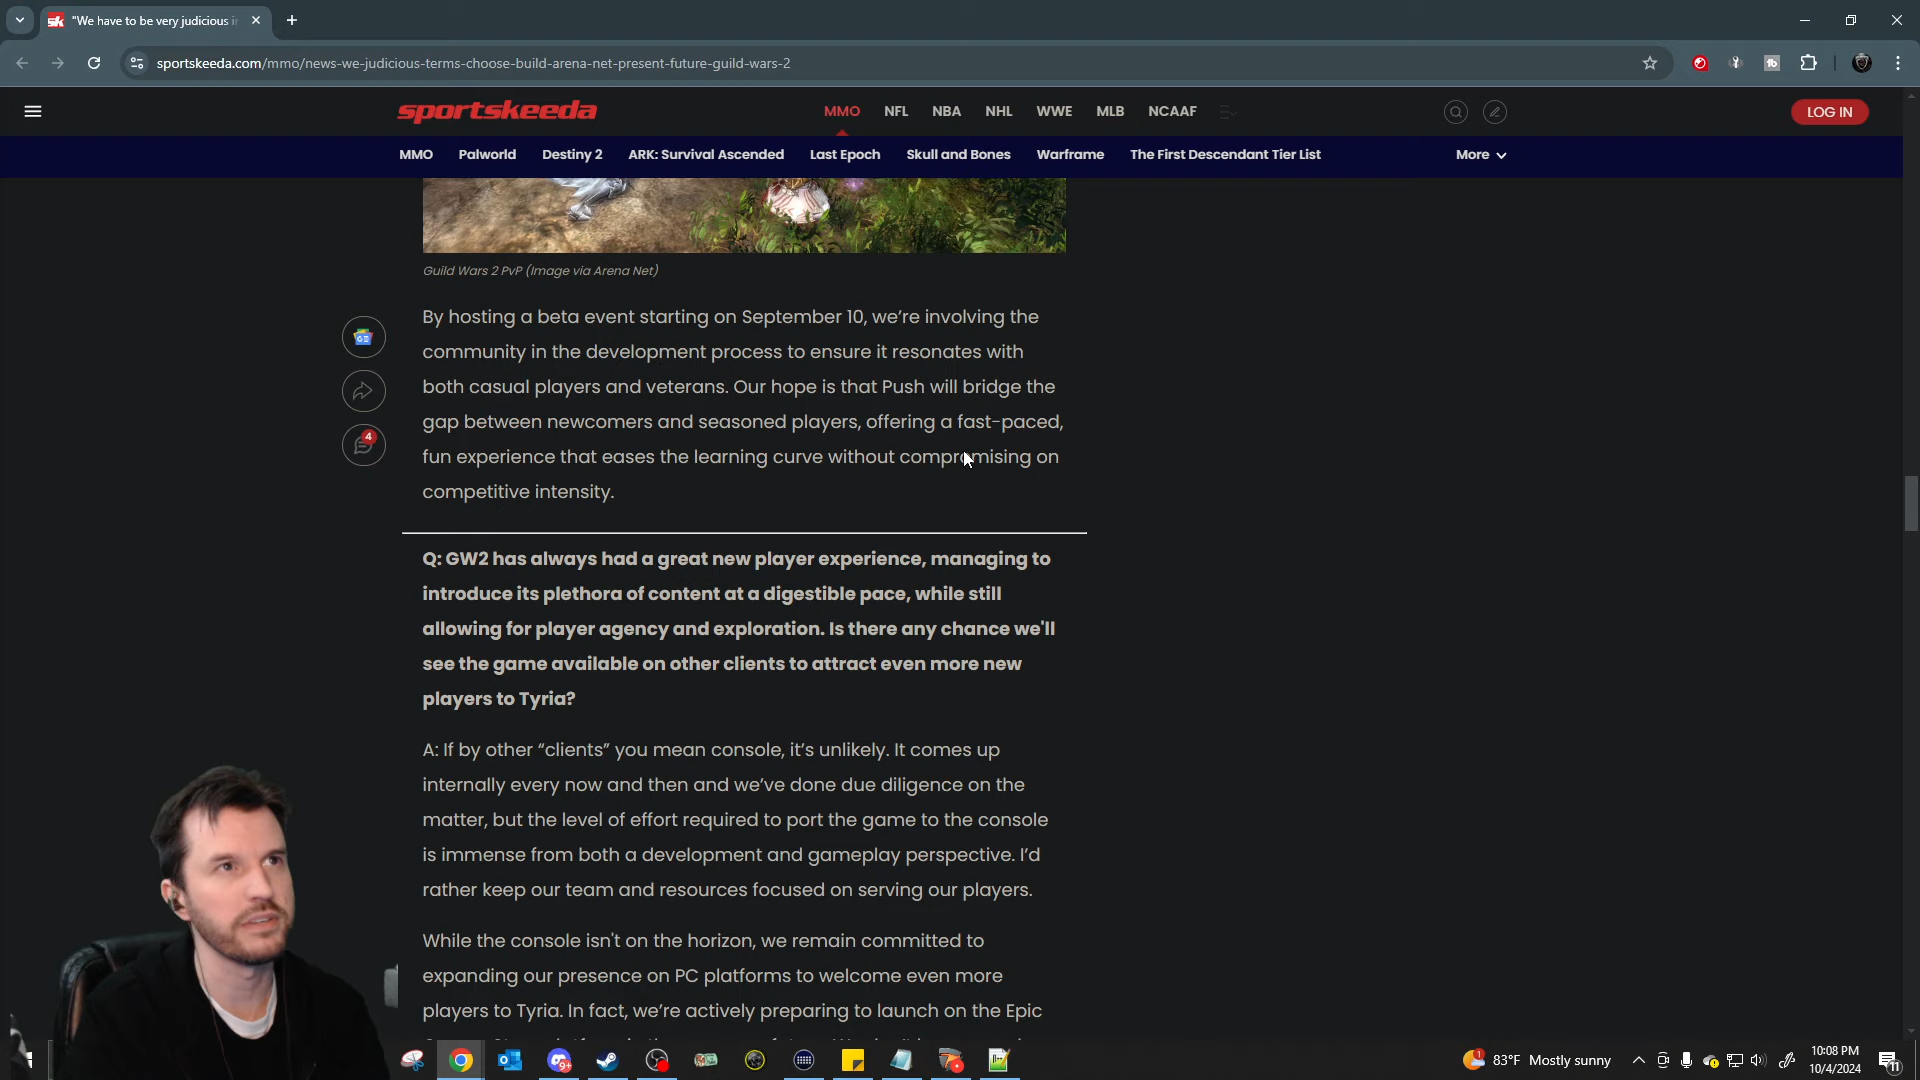 "We have to be very judicious i
sportskeeda.com/mmo/news-we-judicious-terms-choose-build-arena-net-present-future-guild-wars-2
sportskeeda
MMO NFL NBA NHL WWE MLB NCAAF
LOG IN
MMO Palworld Destiny 2 ARK: Survival Ascended Last Epoch Skull and Bones Warframe The First Descendant Tier List More
Guild Wars 2 PvP (Image via Arena Net)
By hosting a beta event starting on September 10, we're involving the
community in the development process to ensure it resonates with
both casual players and veterans. Our hope is that Push will bridge the
gap between newcomers and seasoned players, offering a fast-paced,
fun experience that eases the learning curve without compromising on
competitive intensity.
4
Q: GW2 has always had a great new player experience, managing to
introduce its plethora of content at a digestible pace, while still
allowing for player agency and exploration. Is there any chance we'll
see the game available on other clients to attract even more new
players to Tyria?
A: If by other “clients” you mean console, it’s unlikely. It comes up
internally every now and then and we’ve done due diligence on the
matter, but the level of effort required to port the game to the console
is immense from both a development and gameplay perspective. I’d
rather keep our team and resources focused on serving our players.
While the console isn't on the horizon, we remain committed to
expanding our presence on PC platforms to welcome even more
players to Tyria. In fact, we’re actively preparing to launch on the Epic
9+
1
83°F Mostly sunny
10:08 PM
10/4/2024
11